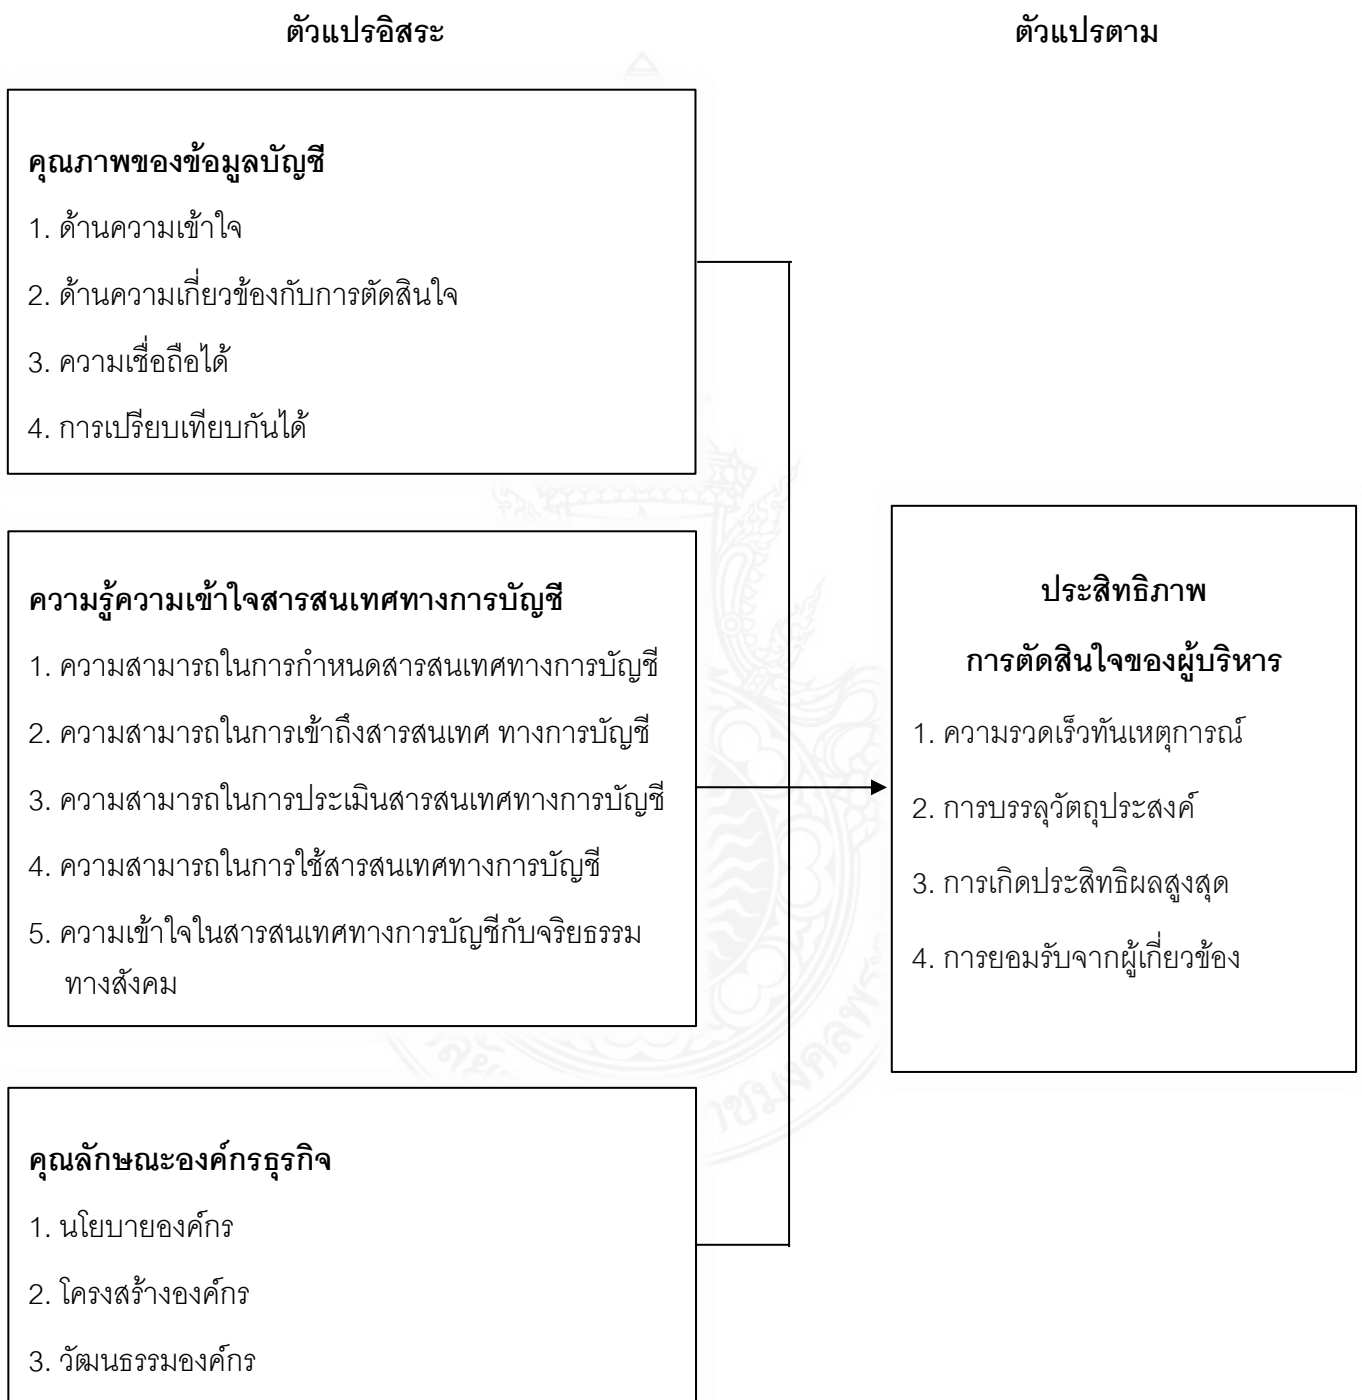 ตัวแปรอิสระ
ตัวแปรตาม
คุณภาพของข้อมูลบัญชี
1. ด้านความเข้าใจ
2. ด้านความเกี่ยวข้องกับการตัดสินใจ
3. ความเชื่อถือได้
4. การเปรียบเทียบกันได้
ความรู้ความเข้าใจสารสนเทศทางการบัญชี
1. ความสามารถในการกำหนดสารสนเทศทางการบัญชี
2. ความสามารถในการเข้าถึงสารสนเทศ ทางการบัญชี
3. ความสามารถในการประเมินสารสนเทศทางการบัญชี
4. ความสามารถในการใช้สารสนเทศทางการบัญชี
5. ความเข้าใจในสารสนเทศทางการบัญชีกับจริยธรรม
ทางสังคม
คุณลักษณะองค์กรธุรกิจ
1. นโยบายองค์กร
2. โครงสร้างองค์กร
3. วัฒนธรรมองค์กร
ประสิทธิภาพ
การตัดสินใจของผู้บริหาร
1. ความรวดเร็วทันเหตุการณ์
2. การบรรลุวัตถุประสงค์
3. การเกิดประสิทธิผลสูงสุด
4. การยอมรับจากผู้เกี่ยวข้อง